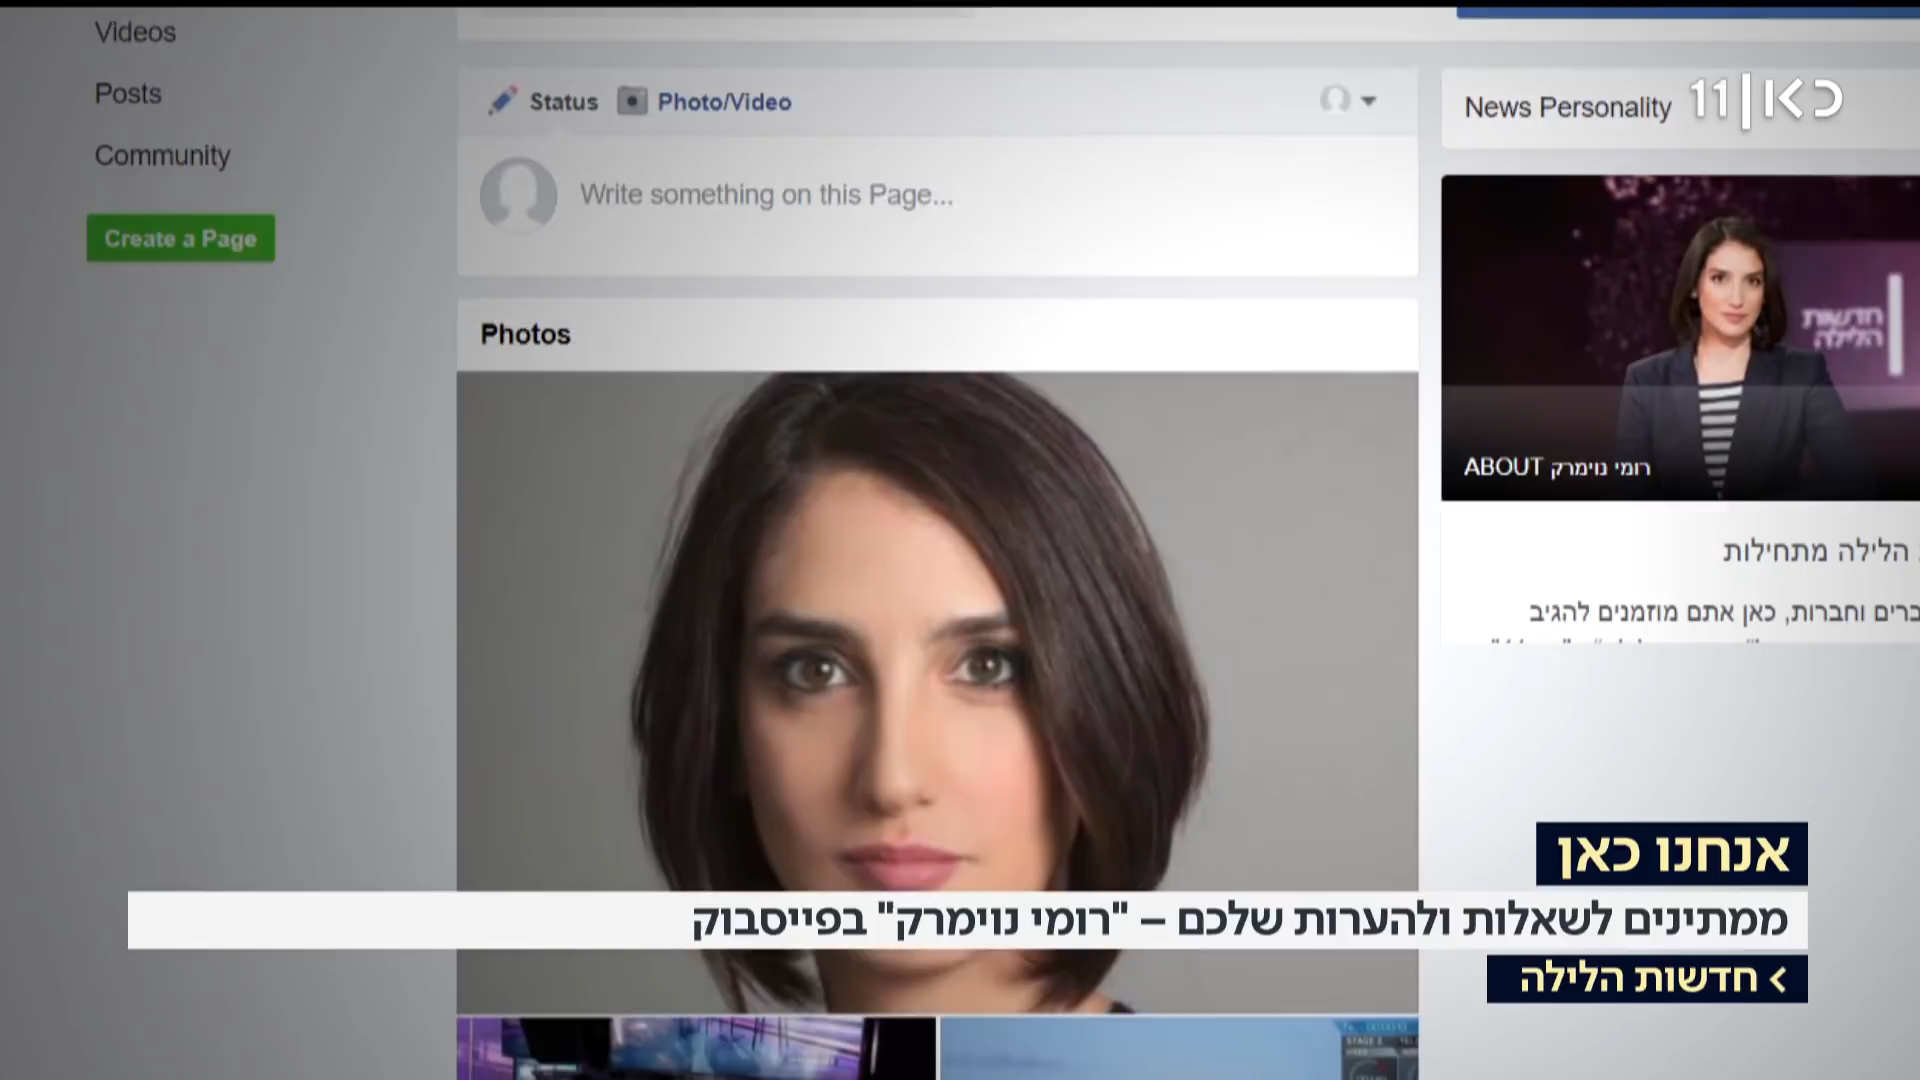 Videos
Posts
Community
Create a Page
Status
Photo/Video
Write something on this Page...
Photos
News Personality
כאן 11
חדשות
הלילה
ABOUT רומי נוימרק
הלילה מתחילות
וחברות, כאן אתם מוזמנים להגיב
אנחנו כאן
ממתינים לשאלות ולהערות שלכם – "רומי נוימרק" בפייסבוק
חדשות הלילה